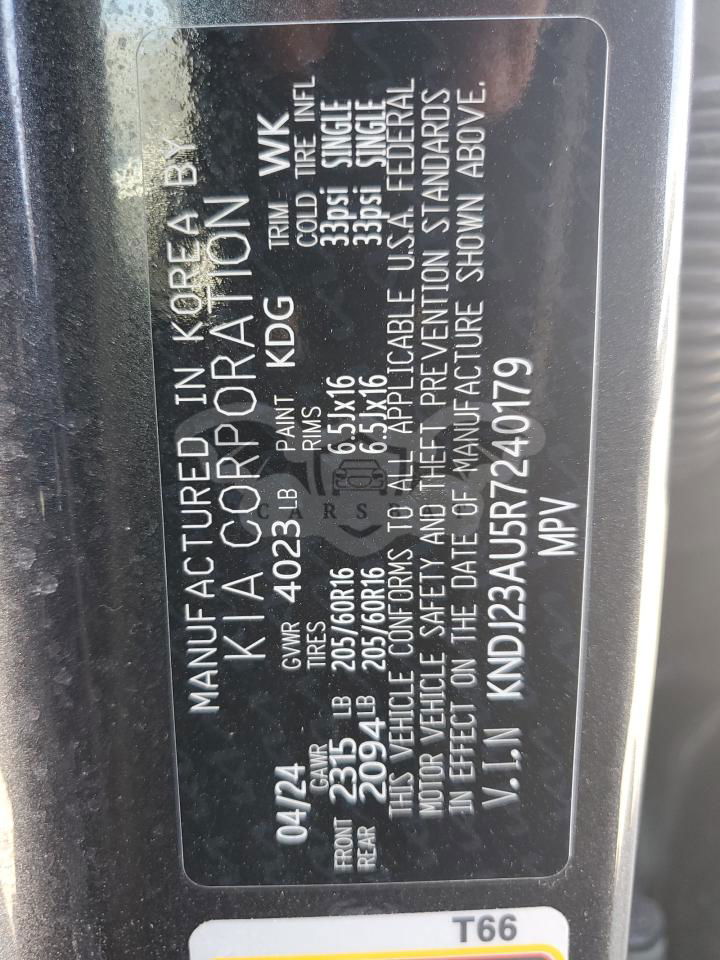 MANUFACTURED IN KOREA BY
KIA CORPORATION
04/24 GVWR 4023 LB PAINT KDG TRIM WK
GAWR TIRES RIMS COLD TIRE INFL
FRONT 2315 LB 205/60R16 6.5Jx16 33psi SINGLE
REAR 2094 LB 205/60R16 6.5Jx16 33psi SINGLE
THIS VEHICLE CONFORMS TO ALL APPLICABLE U.S.A. FEDERAL
MOTOR VEHICLE SAFETY AND THEFT PREVENTION STANDARDS
IN EFFECT ON THE DATE OF MANUFACTURE SHOWN ABOVE.
V.I.N KNDJ23AU5R7240179
MPV
T66